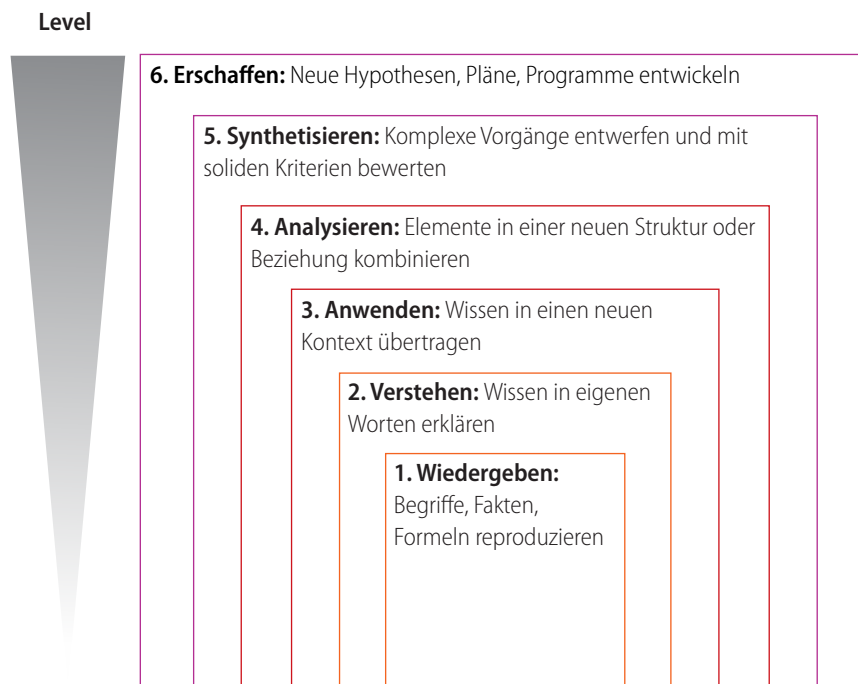 Level
6. Erschaffen: Neue Hypothesen, Pläne, Programme entwickeln
5. Synthetisieren: Komplexe Vorgänge entwerfen und mit
soliden Kriterien bewerten
4. Analysieren: Elemente in einer neuen Struktur oder
Beziehung kombinieren
3. Anwenden: Wissen in einen neuen
Kontext übertragen
2. Verstehen: Wissen in eigenen
Worten erklären
1. Wiedergeben:
Begriffe, Fakten,
Formeln reproduzieren